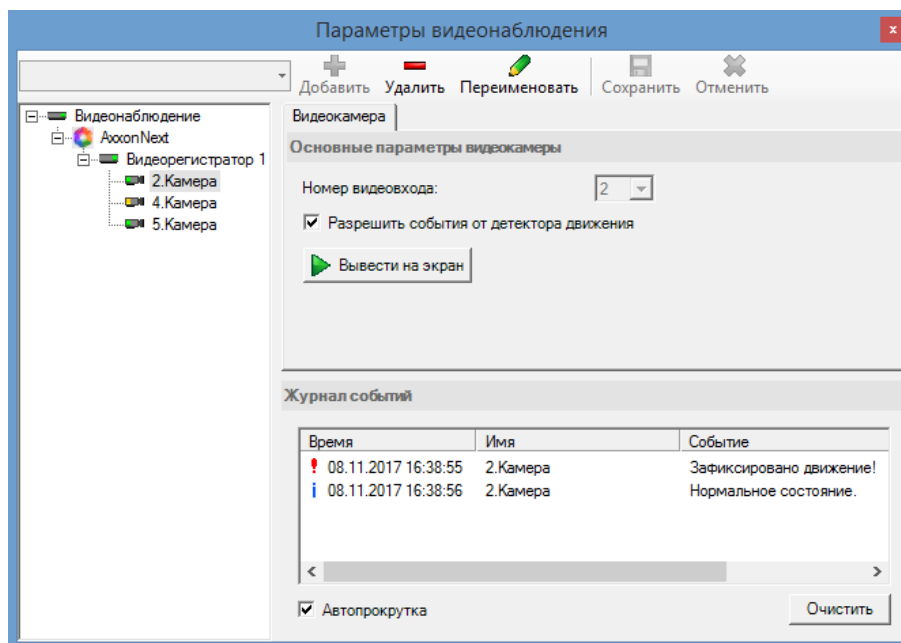 Параметры видеонаблюдения
x
Добавить Удалить Переименовать Сохранить Отменить
Видеонаблюдение
AxxonNext
Видеорегистратор 1
2.Камера
4.Камера
5.Камера
Видеокамера
Основные параметры видеокамеры
Номер видеовхода: 2
Разрешить события от детектора движения
Вывести на экран
Журнал событий
Время Имя Событие
08.11.2017 16:38:55 2.Камера Зафиксировано движение!
08.11.2017 16:38:56 2.Камера Нормальное состояние.
Автопрокрутка Очистить